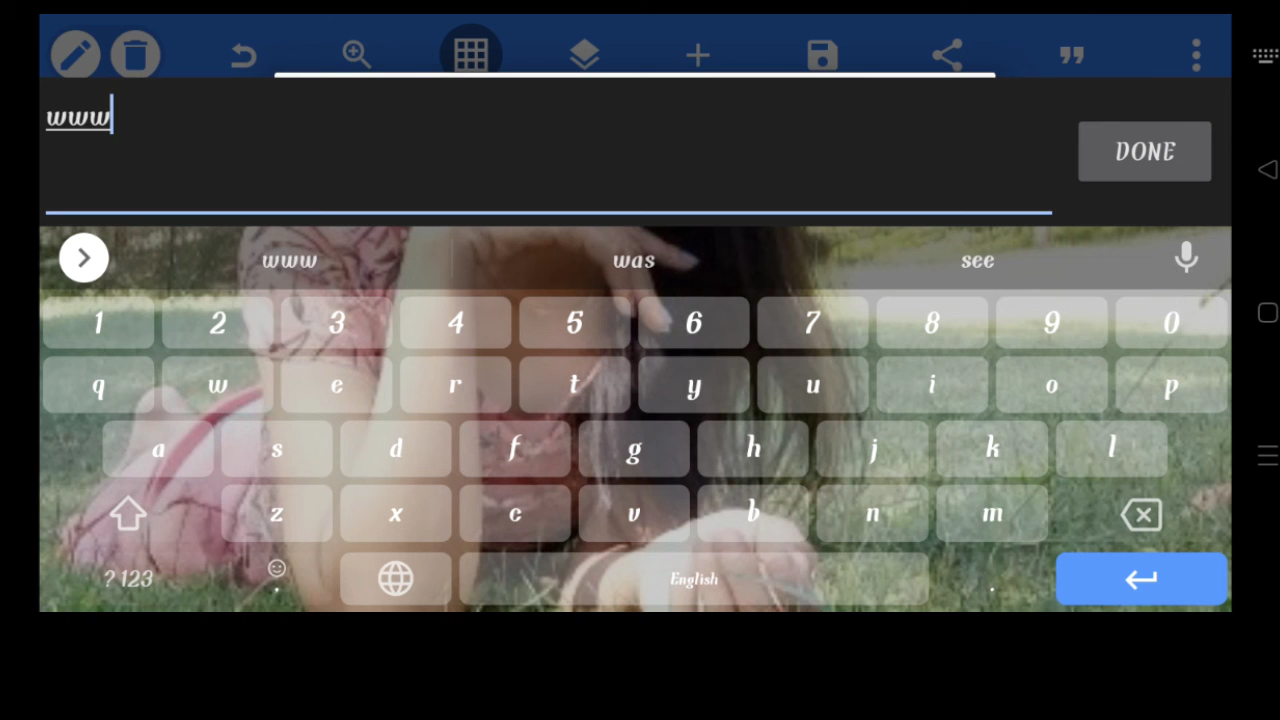 www
DONE
www was see
1 2 3 4 5 6 7 8 9 0
q w e r t y u i o p
a s d f g h j k l
z x c v b n m
?123 , English .